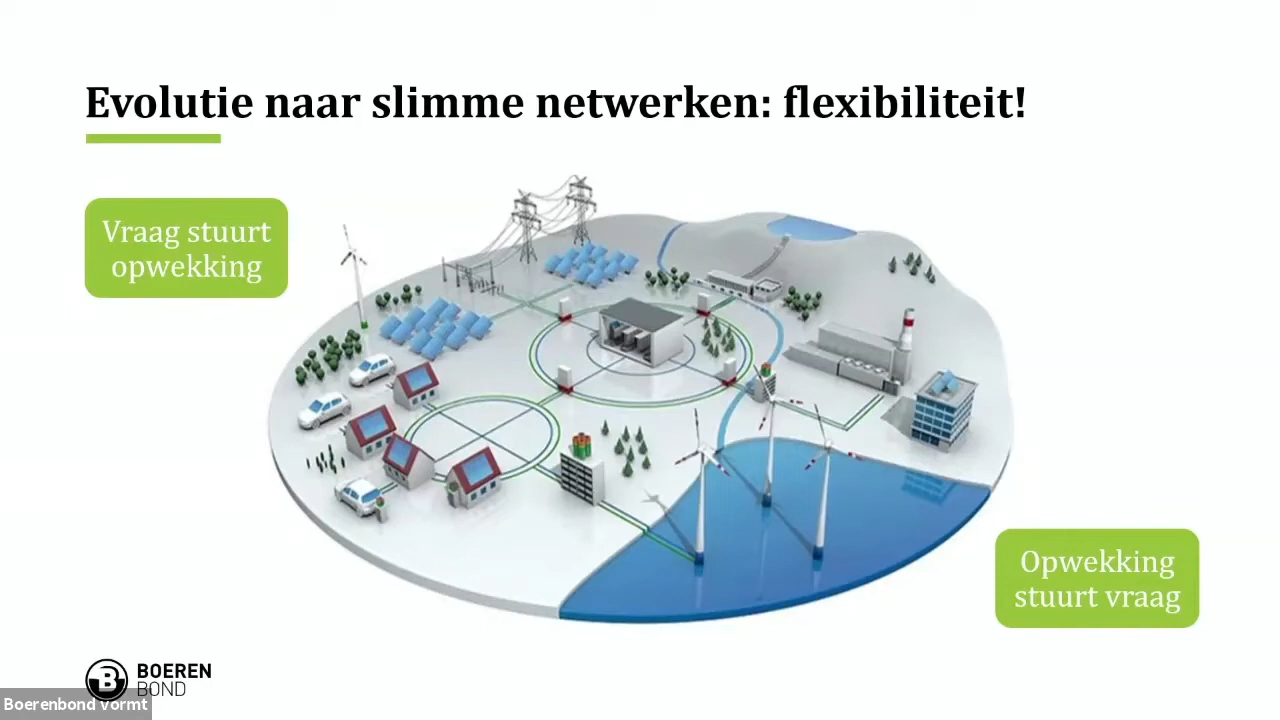 Evolutie naar slimme netwerken: flexibiliteit!
Vraag stuurt
opwekking
Opwekking
stuurt vraag
B
BOEREN
BOND
Boerenbond Vormt